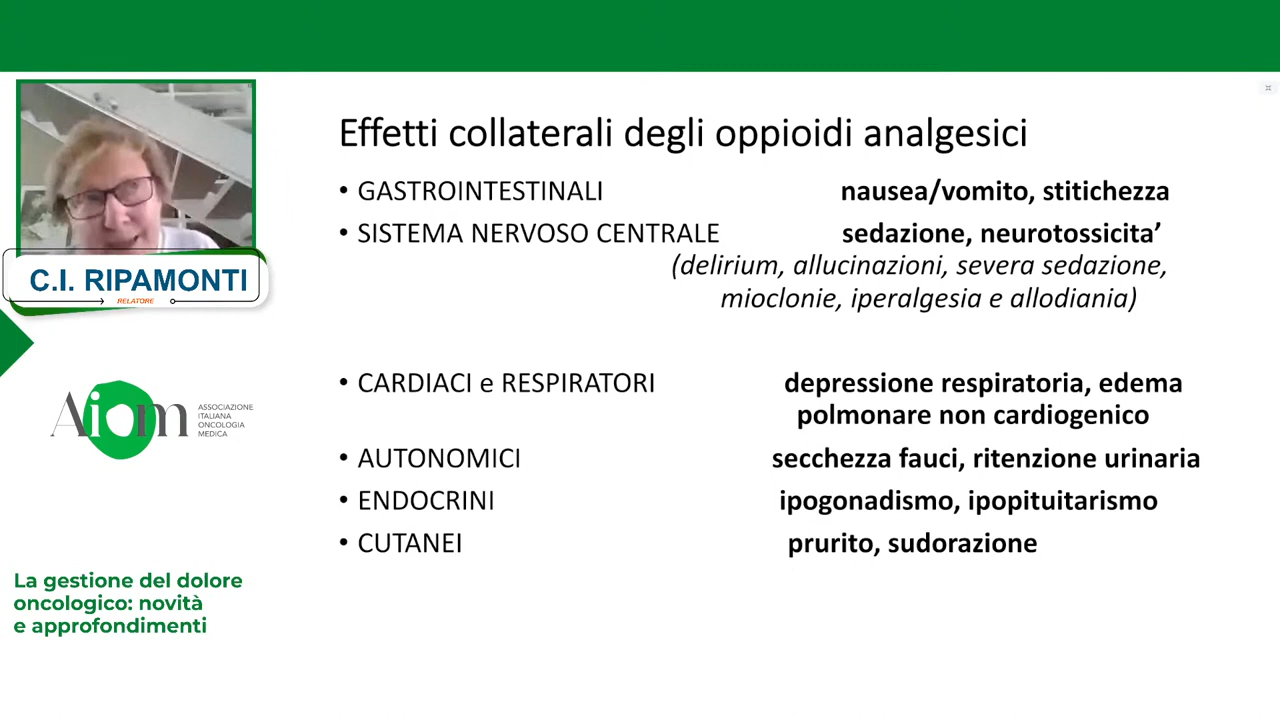 Effetti collaterali degli oppioidi analgesici
• GASTROINTESTINALI nausea/vomito, stitichezza
• SISTEMA NERVOSO CENTRALE sedazione, neurotossicita’
(delirium, allucinazioni, severa sedazione,
mioclonie, iperalgesia e allodiania)
• CARDIACI e RESPIRATORI depressione respiratoria, edema
polmonare non cardiogenico
• AUTONOMICI secchezza fauci, ritenzione urinaria
• ENDOCRINI ipogonadismo, ipopituitarismo
• CUTANEI prurito, sudorazione
C.I. RIPAMONTI
RELATORE
Aiom
ASSOCIAZIONE
ITALIANA
ONCOLOGIA
MEDICA
La gestione del dolore
oncologico: novità
e approfondimenti